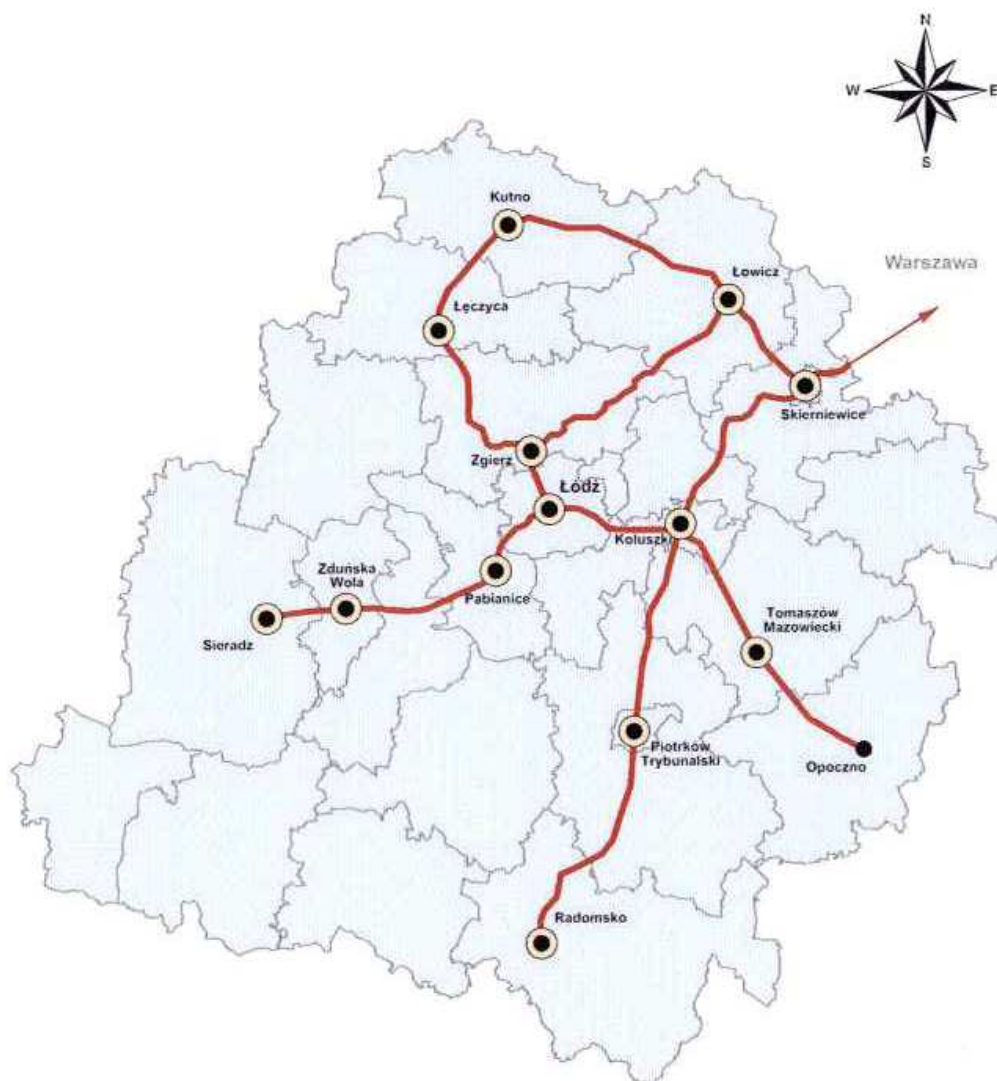 N
W E
S
Kutno
Łowicz
Warszawa
Łęczyca
Skierniewice
Zgierz
Łódź
Koluszki
Zduńska
Wola
Pabianice
Tomaszów
Mazowiecki
Sieradz
Piotrków
Trybunalski
Opoczno
Radomsko